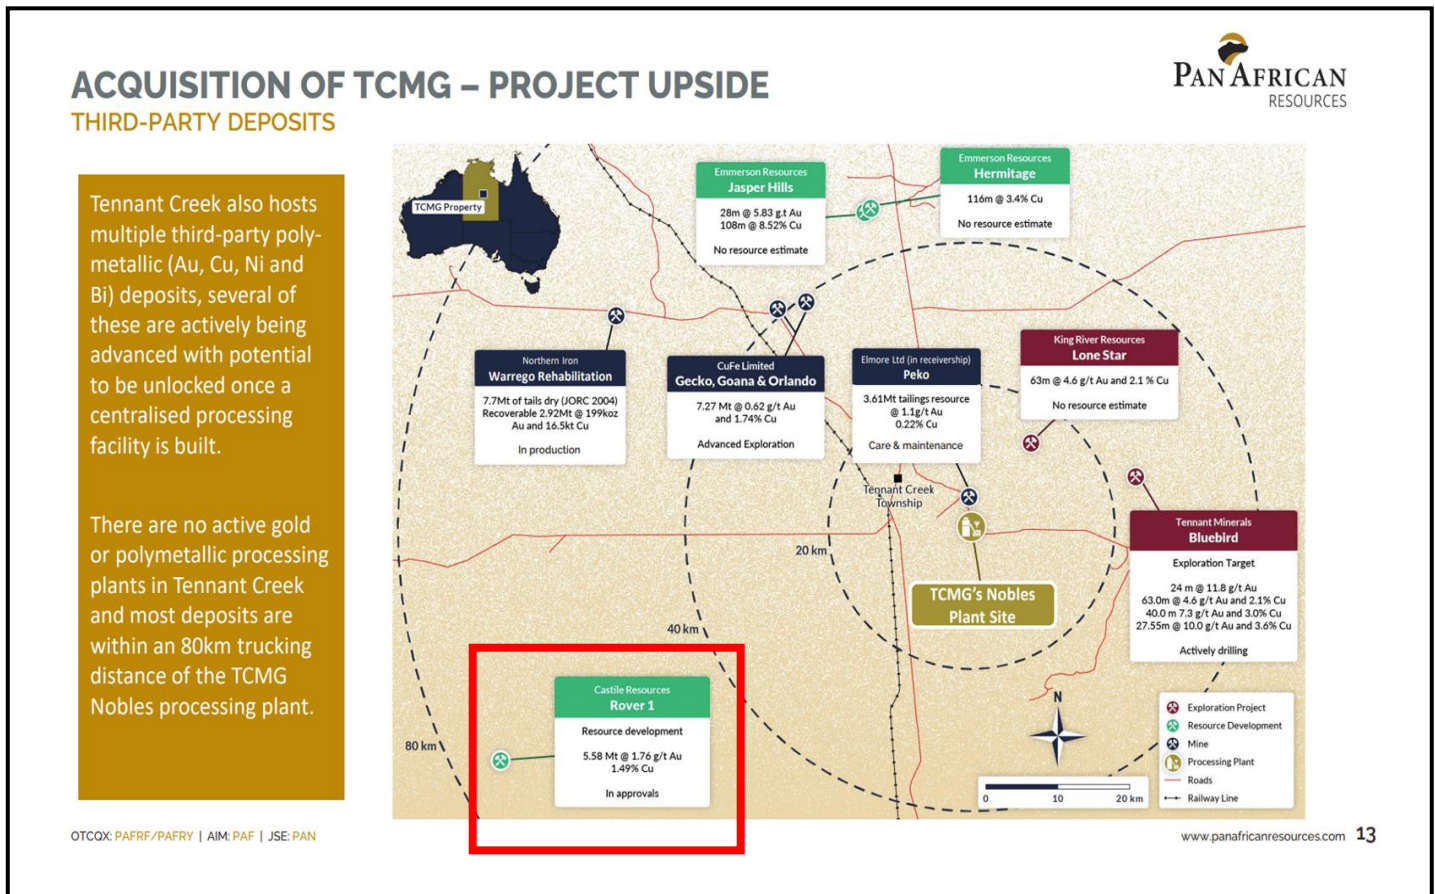 ACQUISITION OF TCMG – PROJECT UPSIDE
THIRD-PARTY DEPOSITS
PAN AFRICAN
RESOURCES
Tennant Creek also hosts
multiple third-party poly-
metallic (Au, Cu, Ni and
Bi) deposits, several of
these are actively being
advanced with potential
to be unlocked once a
centralised processing
facility is built.
There are no active gold
or polymetallic processing
plants in Tennant Creek
and most deposits are
within an 80km trucking
distance of the TCMG
Nobles processing plant.
TCMG Property
Emmerson Resources
Jasper Hills
28m @ 5.83 g.t Au
108m @ 8.52% Cu
No resource estimate
Emmerson Resources
Hermitage
116m @ 3.4% Cu
No resource estimate
Northern Iron
Warrego Rehabilitation
7.7Mt of tails dry (JORC 2004)
Recoverable 2.92Mt @ 199koz
Au and 16.5kt Cu
In production
CuFe Limited
Gecko, Goana & Orlando
7.27 Mt @ 0.62 g/t Au
and 1.74% Cu
Advanced Exploration
Elmore Ltd (in receivership)
Peko
3.61Mt tailings resource
@ 1.1g/t Au
0.22% Cu
Care & maintenance
King River Resources
Lone Star
63m @ 4.6 g/t Au and 2.1 % Cu
No resource estimate
Tennant Creek
Township
20 km
TCMG's Nobles
Plant Site
Tennant Minerals
Bluebird
Exploration Target
24 m @ 11.8 g/t Au
63.0m @ 4.6 g/t Au and 2.1% Cu
40.0 m 7.3 g/t Au and 3.0% Cu
27.55m @ 10.0 g/t Au and 3.6% Cu
Actively drilling
40 km
80 km
Castile Resources
Rover 1
Resource development
5.58 Mt @ 1.76 g/t Au
1.49% Cu
In approvals
N
0 10 20 km
Exploration Project
Resource Development
Mine
Processing Plant
Roads
Railway Line
OTCQX: PAFRF/PAFRY | AIM: PAF | JSE: PAN
www.panafricanresources.com 13